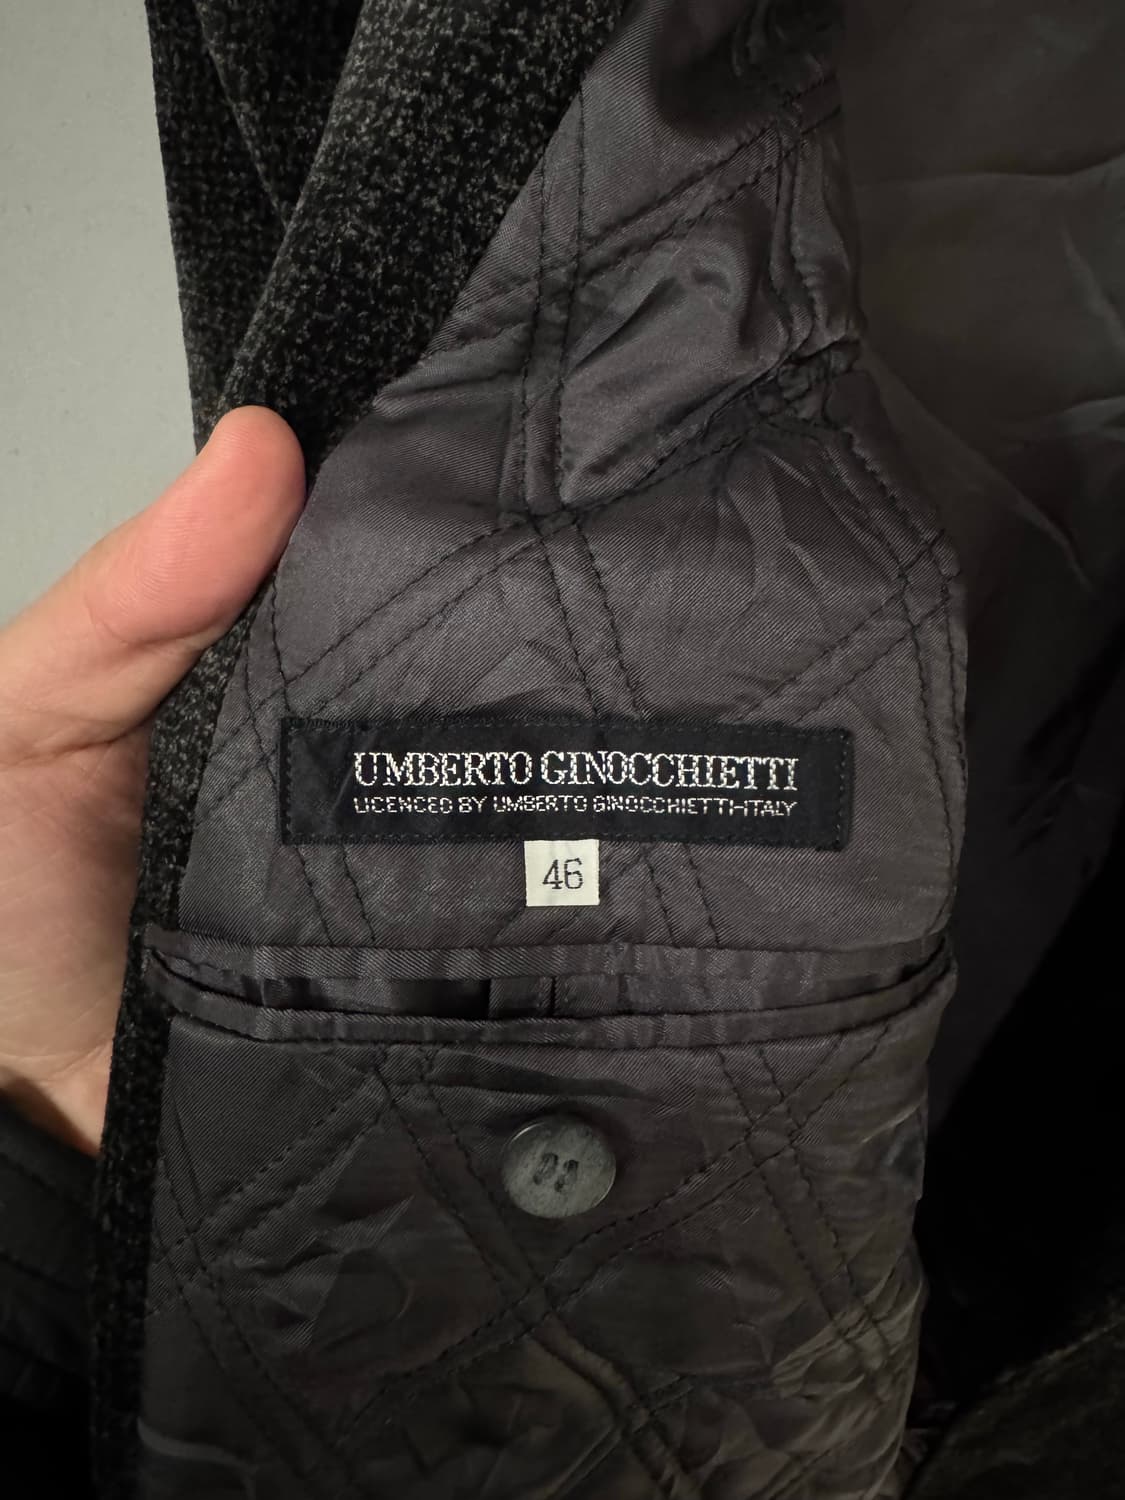 UMBERTO GINOCCHIETTI
LICENCED BY UMBERTO GINOCCHIETTI-ITALY
46